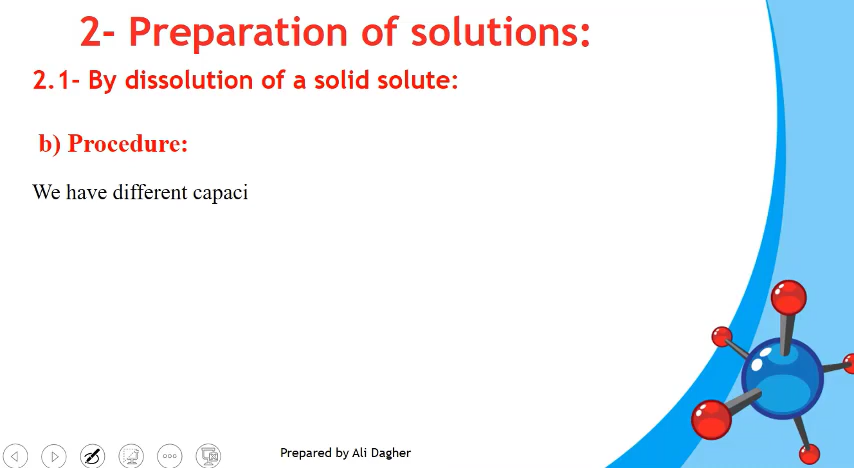 2- Preparation of solutions:
2.1- By dissolution of a solid solute:
b) Procedure:
We have different capaci
Prepared by Ali Dagher